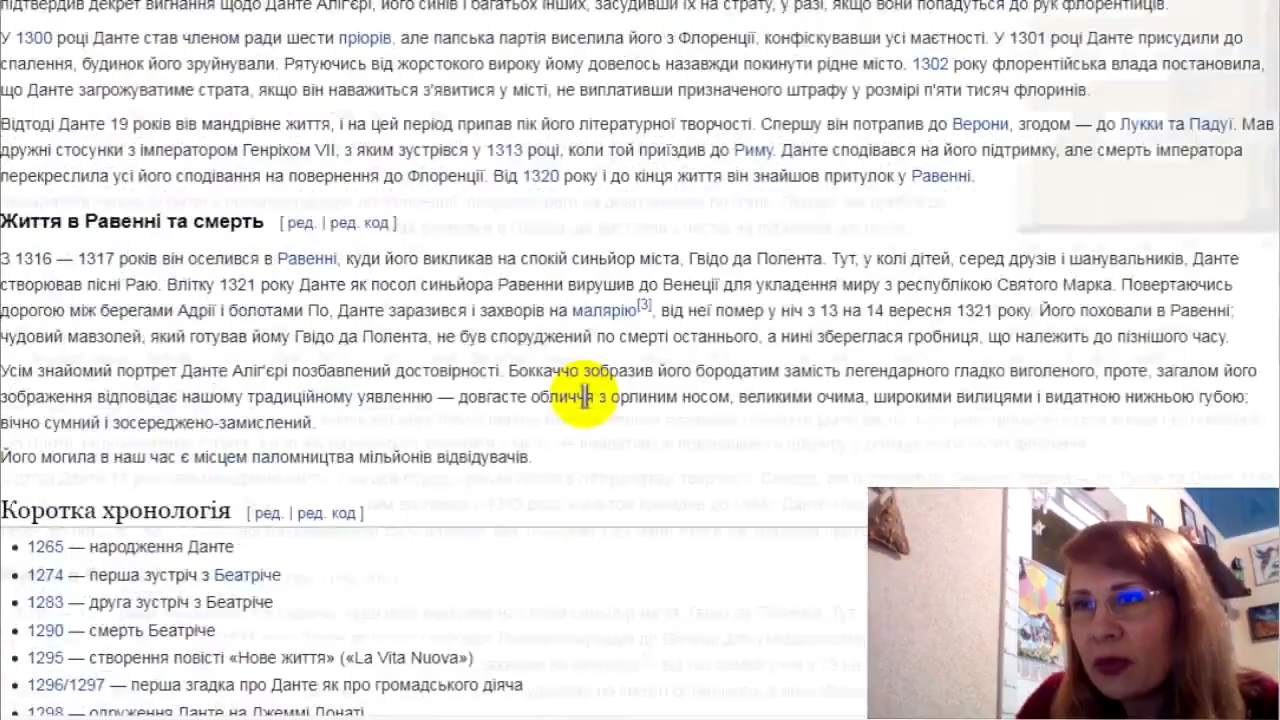 підтвердив декрет вигнання щодо Данте Аліґ'єрі, його синів і багатьох інших, засудивши їх на страту, у разі, якщо вони попадуться до рук флорентійців.
У 1300 році Данте став членом ради шести пріорів, але папська партія виселила його з Флоренції, конфіскувавши усі маєтності. У 1301 році Данте присудили до
спалення, будинок його зруйнували. Рятуючись від жорстокого вироку йому довелось назавжди покинути рідне місто. 1302 року флорентійська влада постановила,
що Данте загрожуватиме страта, якщо він наважиться з'явитися у місті, не виплативши призначеного штрафу у розмірі п'яти тисяч флоринів.
Відтоді Данте 19 років вів мандрівне життя, і на цей період припав пік його літературної творчості. Спершу він потрапив до Верони, згодом — до Лукки та Падуї. Мав
дружні стосунки з імператором Генріхом VII, з яким зустрівся у 1313 році, коли той приїздив до Риму. Данте сподівався на його підтримку, але смерть імператора
перекреслила усі його сподівання на повернення до Флоренції. Від 1320 року і до кінця життя він знайшов притулок у Равенні.
Життя в Равенні та смерть [ ред. | ред. код ]
З 1316 — 1317 років він оселився в Равенні, куди його викликав на спокій синьйор міста, Гвідо да Полента. Тут, у колі дітей, серед друзів і шанувальників, Данте
створював пісні Раю. Влітку 1321 року Данте як посол синьйора Равенни вирушив до Венеції для укладення миру з республікою Святого Марка. Повертаючись
дорогою між берегами Адрії і болотами По, Данте заразився і захворів на малярію[3], від неї помер у ніч з 13 на 14 вересня 1321 року. Його поховали в Равенні;
чудовий мавзолей, який готував йому Гвідо да Полента, не був споруджений по смерті останнього, а нині збереглася гробниця, що належить до пізнішого часу.
Усім знайомий портрет Данте Аліґ'єрі позбавлений достовірності. Боккаччо зобразив його бородатим замість легендарного гладко виголеного, проте, загалом його
зображення відповідає нашому традиційному уявленню — довгасте обличчя з орлиним носом, великими очима, широкими вилицями і видатною нижньою губою;
вічно сумний і зосереджено-замислений.
Його могила в наш час є місцем паломництва мільйонів відвідувачів.
Коротка хронологія [ ред. | ред. код ]
• 1265 — народження Данте
• 1274 — перша зустріч з Беатріче
• 1283 — друга зустріч з Беатріче
• 1290 — смерть Беатріче
• 1295 — створення повісті «Нове життя» («La Vita Nuova»)
• 1296/1297 — перша згадка про Данте як про громадського діяча
• 1298 — одруження Данте на Джеммі Донаті